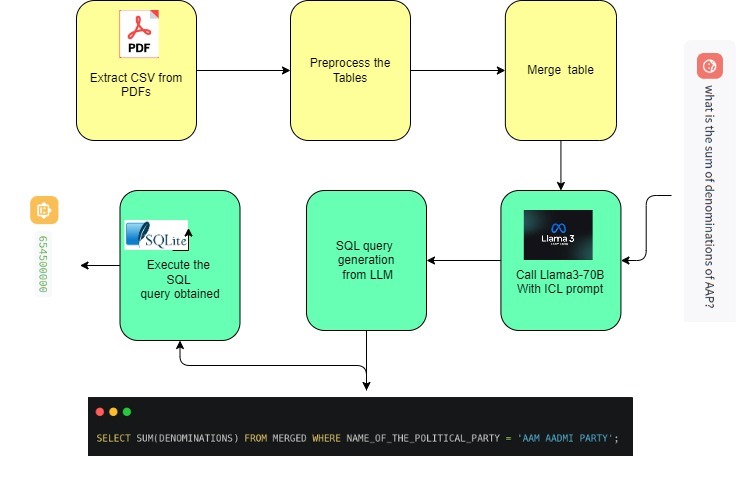 PDF
Extract CSV from
PDFs
Preprocess the
Tables
Merge table
what is the sum of denominations of AAP?
654500000
SQLite
Execute the
SQL
query obtained
SQL query
generation
from LLM
Llama 3
Call Llama3-70B
With ICL prompt
SELECT SUM(DENOMINATIONS) FROM MERGED WHERE NAME_OF_THE_POLITICAL_PARTY = 'AAM AADMI PARTY';